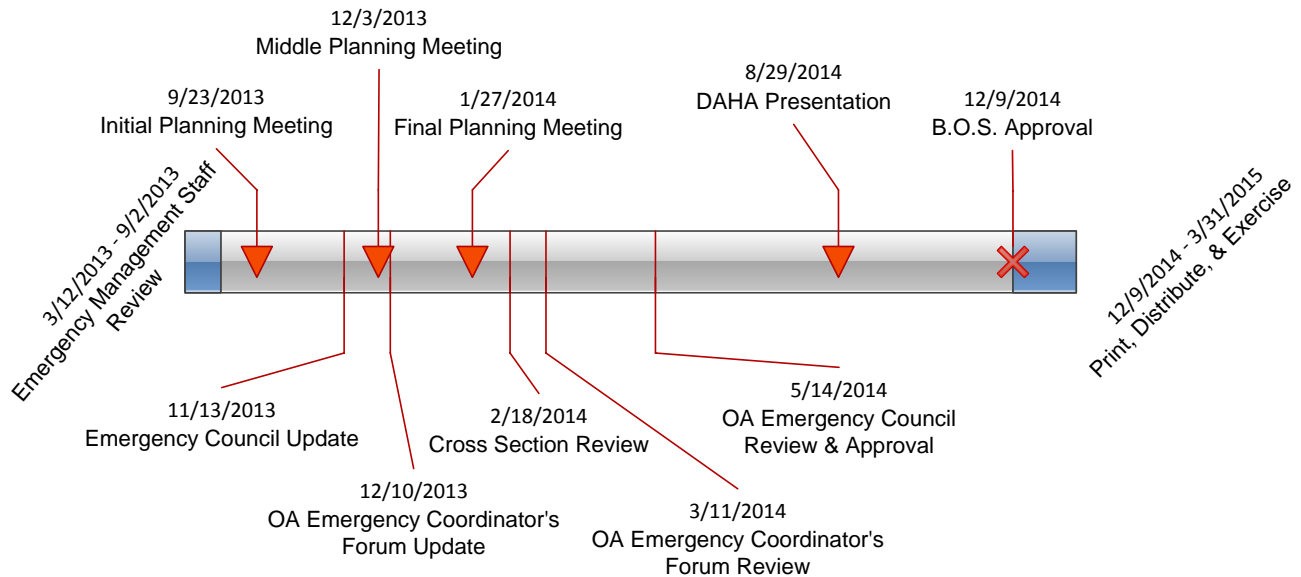 12/3/2013
Middle Planning Meeting
9/23/2013
Initial Planning Meeting
1/27/2014
Final Planning Meeting
8/29/2014
DAHA Presentation
12/9/2014
B.O.S. Approval
3/12/2013 - 9/2/2013
Emergency Management Staff
Review
12/9/2014 - 3/31/2015
Print, Distribute, & Exercise
11/13/2013
Emergency Council Update
12/10/2013
OA Emergency Coordinator's
Forum Update
2/18/2014
Cross Section Review
3/11/2014
OA Emergency Coordinator's
Forum Review
5/14/2014
OA Emergency Council
Review & Approval